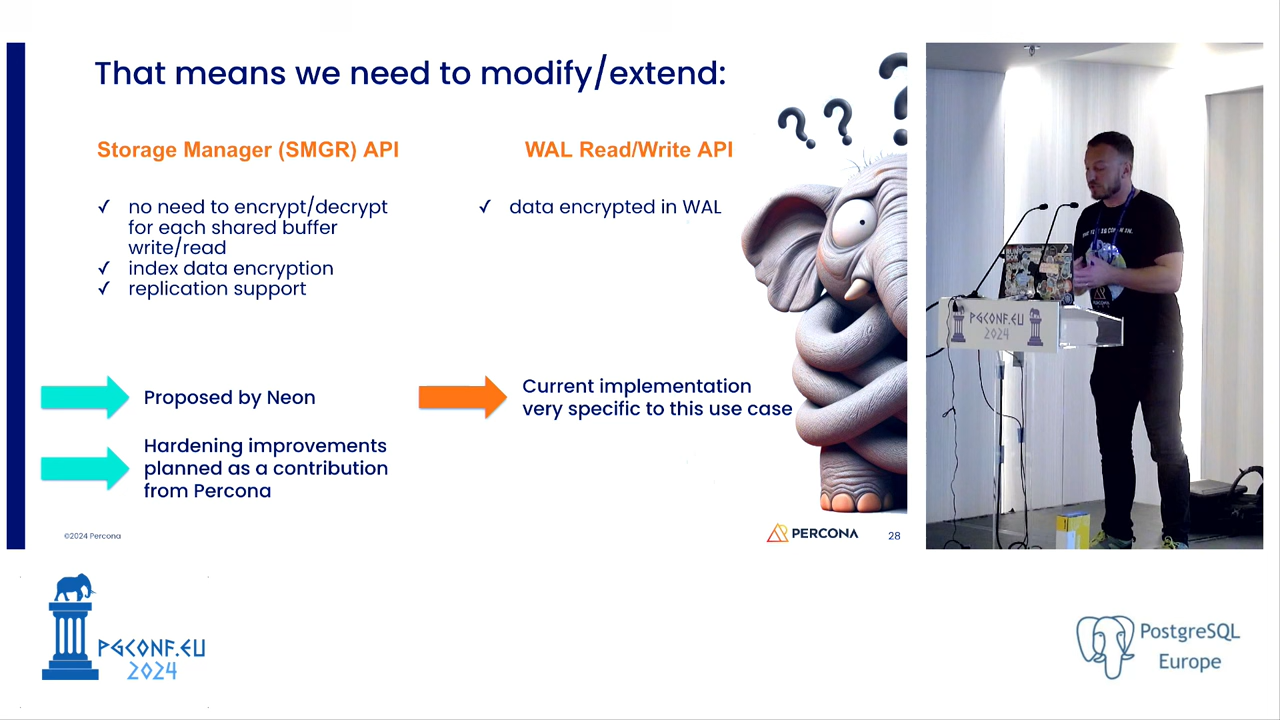 That means we need to modify/extend:
Storage Manager (SMGR) API
✓ no need to encrypt/decrypt
for each shared buffer
write/read
✓ index data encryption
✓ replication support
Proposed by Neon
Hardening improvements
planned as a contribution
from Percona
WAL Read/Write API
✓ data encrypted in WAL
Current implementation
very specific to this use case
???
©2024 Percona
PERCONA
28
PGCONF.EU
2024
PGCONF.EU
2024
PostgreSQL
Europe